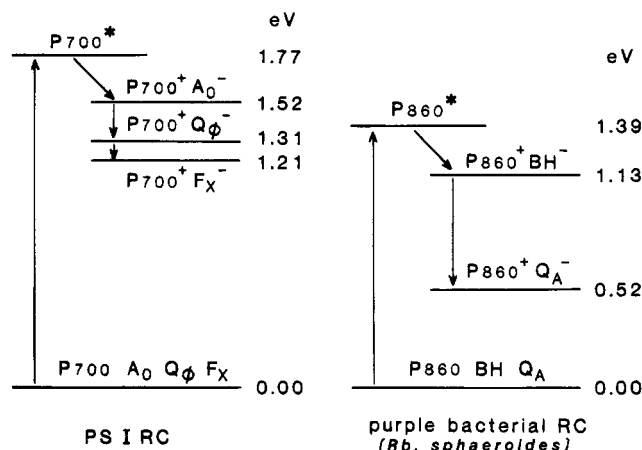 eV
P700*
1.77
P700⁺ A₀⁻
1.52
P700⁺ Qφ⁻
1.31
1.21
P700⁺ Fₓ⁻
P700 A₀ Qφ Fₓ
0.00
PS I RC
eV
P860*
1.39
P860⁺ BH⁻
1.13
P860⁺ Q_A⁻
0.52
P860 BH Q_A
0.00
purple bacterial RC
(Rb. sphaeroides)